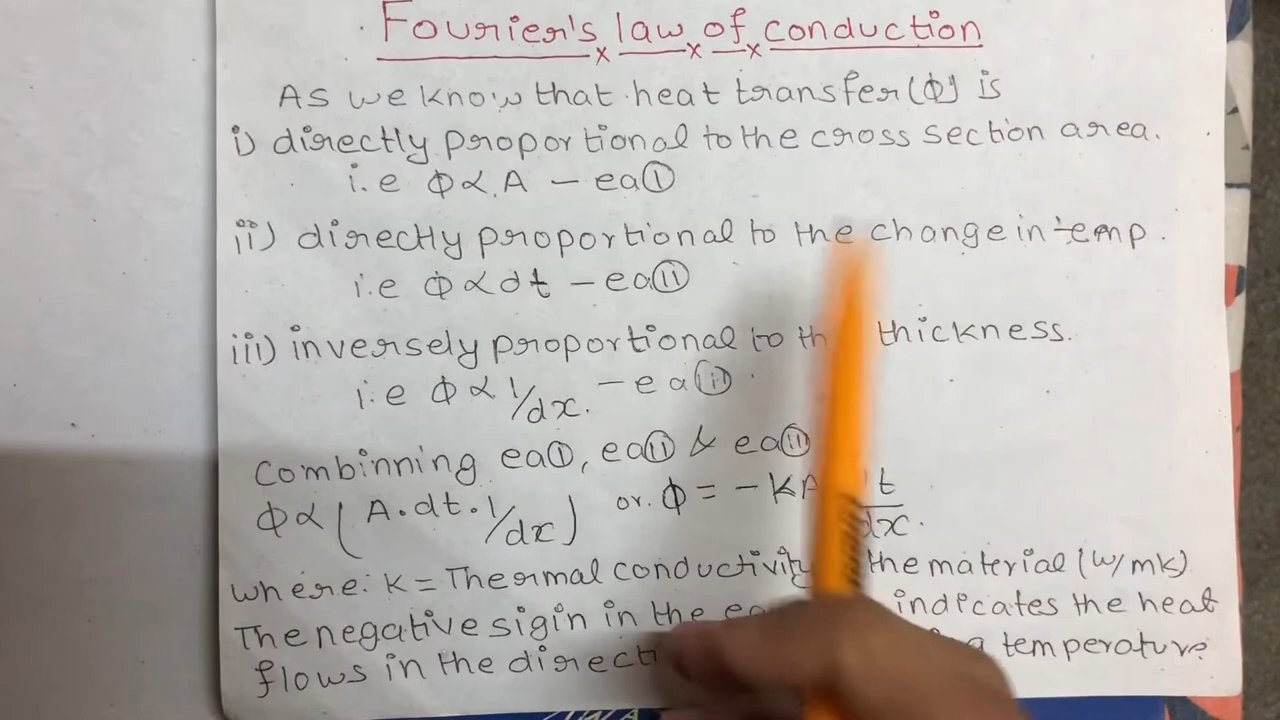 Fourier's law of conduction
As we know that heat transfer (ϕ) is
i) directly proportional to the cross section area.
i.e ϕ ∝ A – eq (i)
ii) directly proportional to the change in temp.
i.e ϕ ∝ dt – eq (ii)
iii) inversely proportional to thickness.
i.e ϕ ∝ 1/dx. – eq (iii)
Combinning eq (i), eq (ii) & eq (iii)
ϕ ∝ (A.dt.1/dx) or. ϕ = -KA t/dx.
where: K = Thermal conductivity the material (w/mk)
The negative sigin in the indicates the heat
flows in the temperature